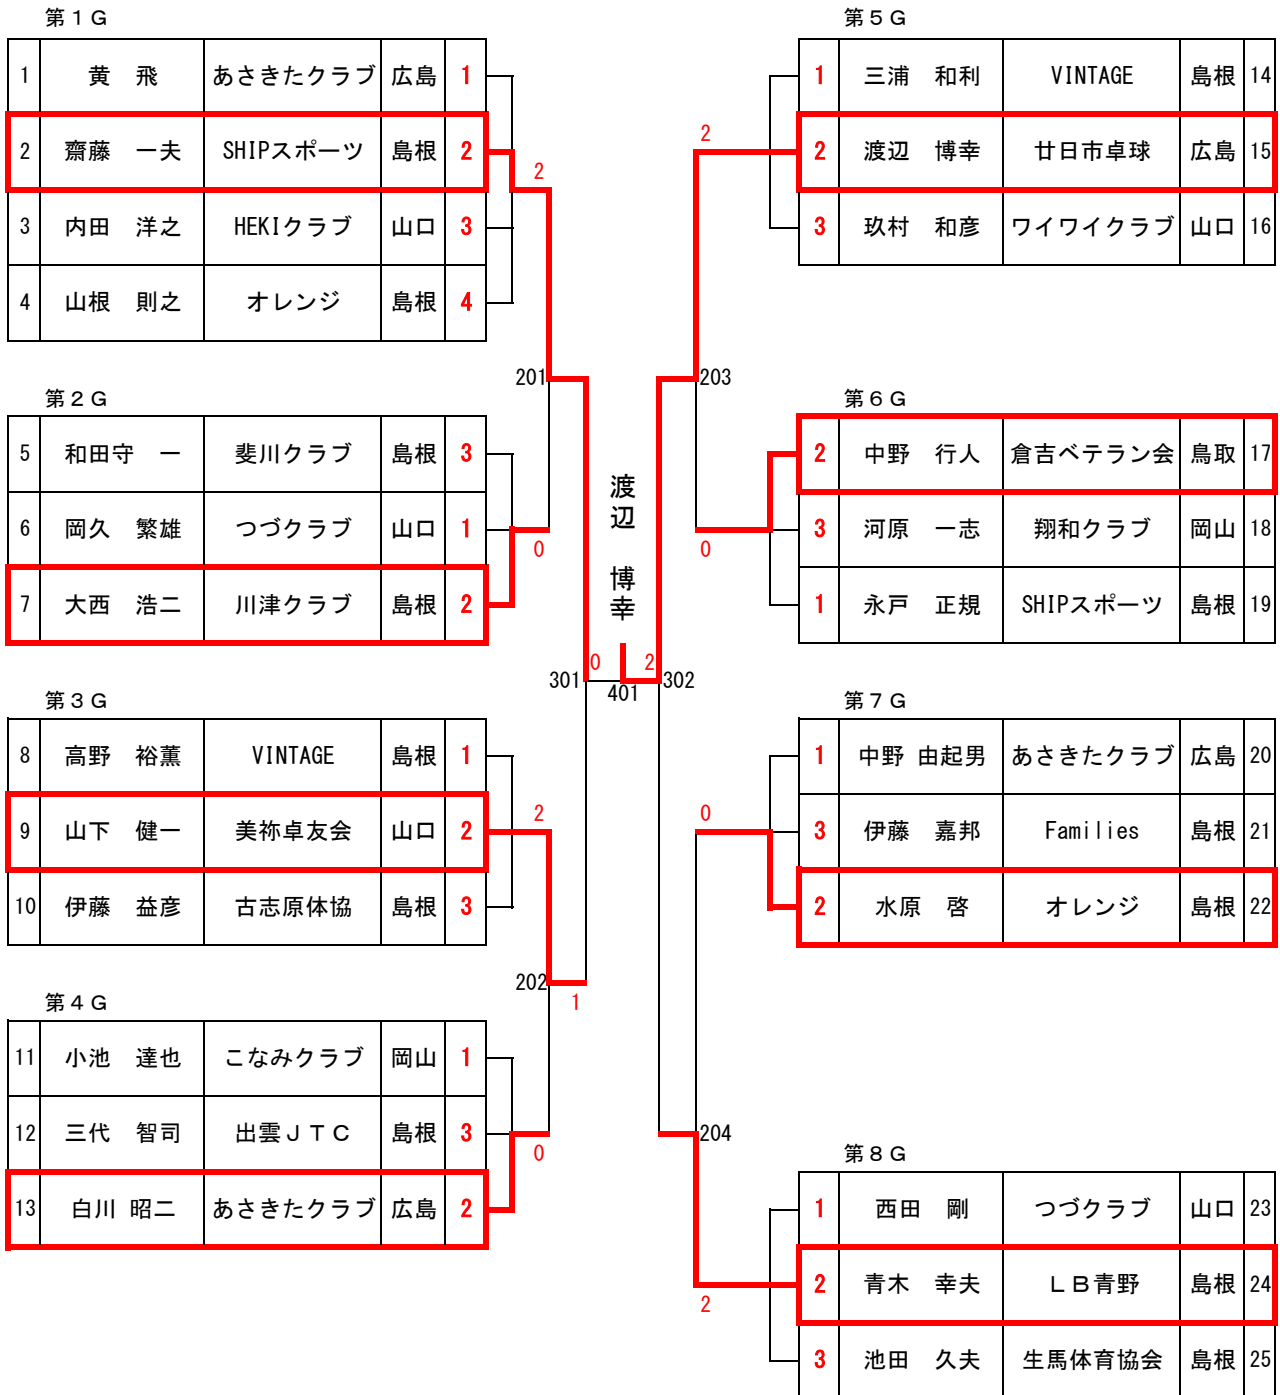 第１Ｇ
1 黄　飛 あさきたクラブ 広島 1
2 齋藤　一夫 SHIPスポーツ 島根 2
3 内田　洋之 HEKIクラブ 山口 3
4 山根　則之 オレンジ 島根 4
2
201
第２Ｇ
5 和田守　一 斐川クラブ 島根 3
6 岡久　繁雄 つづクラブ 山口 1
7 大西　浩二 川津クラブ 島根 2
0
301
第３Ｇ
8 高野　裕薫 VINTAGE 島根 1
9 山下　健一 美祢卓友会 山口 2
10 伊藤　益彦 古志原体協 島根 3
2
202
1
第４Ｇ
11 小池　達也 こなみクラブ 岡山 1
12 三代　智司 出雲ＪＴＣ 島根 3
13 白川 昭二 あさきたクラブ 広島 2
0
渡辺　博幸
0 2
401
第５Ｇ
1 三浦　和利 VINTAGE 島根 14
2 渡辺　博幸 廿日市卓球 広島 15
3 玖村　和彦 ワイワイクラブ 山口 16
2
203
第６Ｇ
2 中野　行人 倉吉ベテラン会 鳥取 17
3 河原　一志 翔和クラブ 岡山 18
1 永戸　正規 SHIPスポーツ 島根 19
0
302
第７Ｇ
1 中野 由起男 あさきたクラブ 広島 20
3 伊藤　嘉邦 Families 島根 21
2 水原　啓 オレンジ 島根 22
0
204
第８Ｇ
1 西田　剛 つづクラブ 山口 23
2 青木　幸夫 ＬＢ青野 島根 24
3 池田　久夫 生馬体育協会 島根 25
2